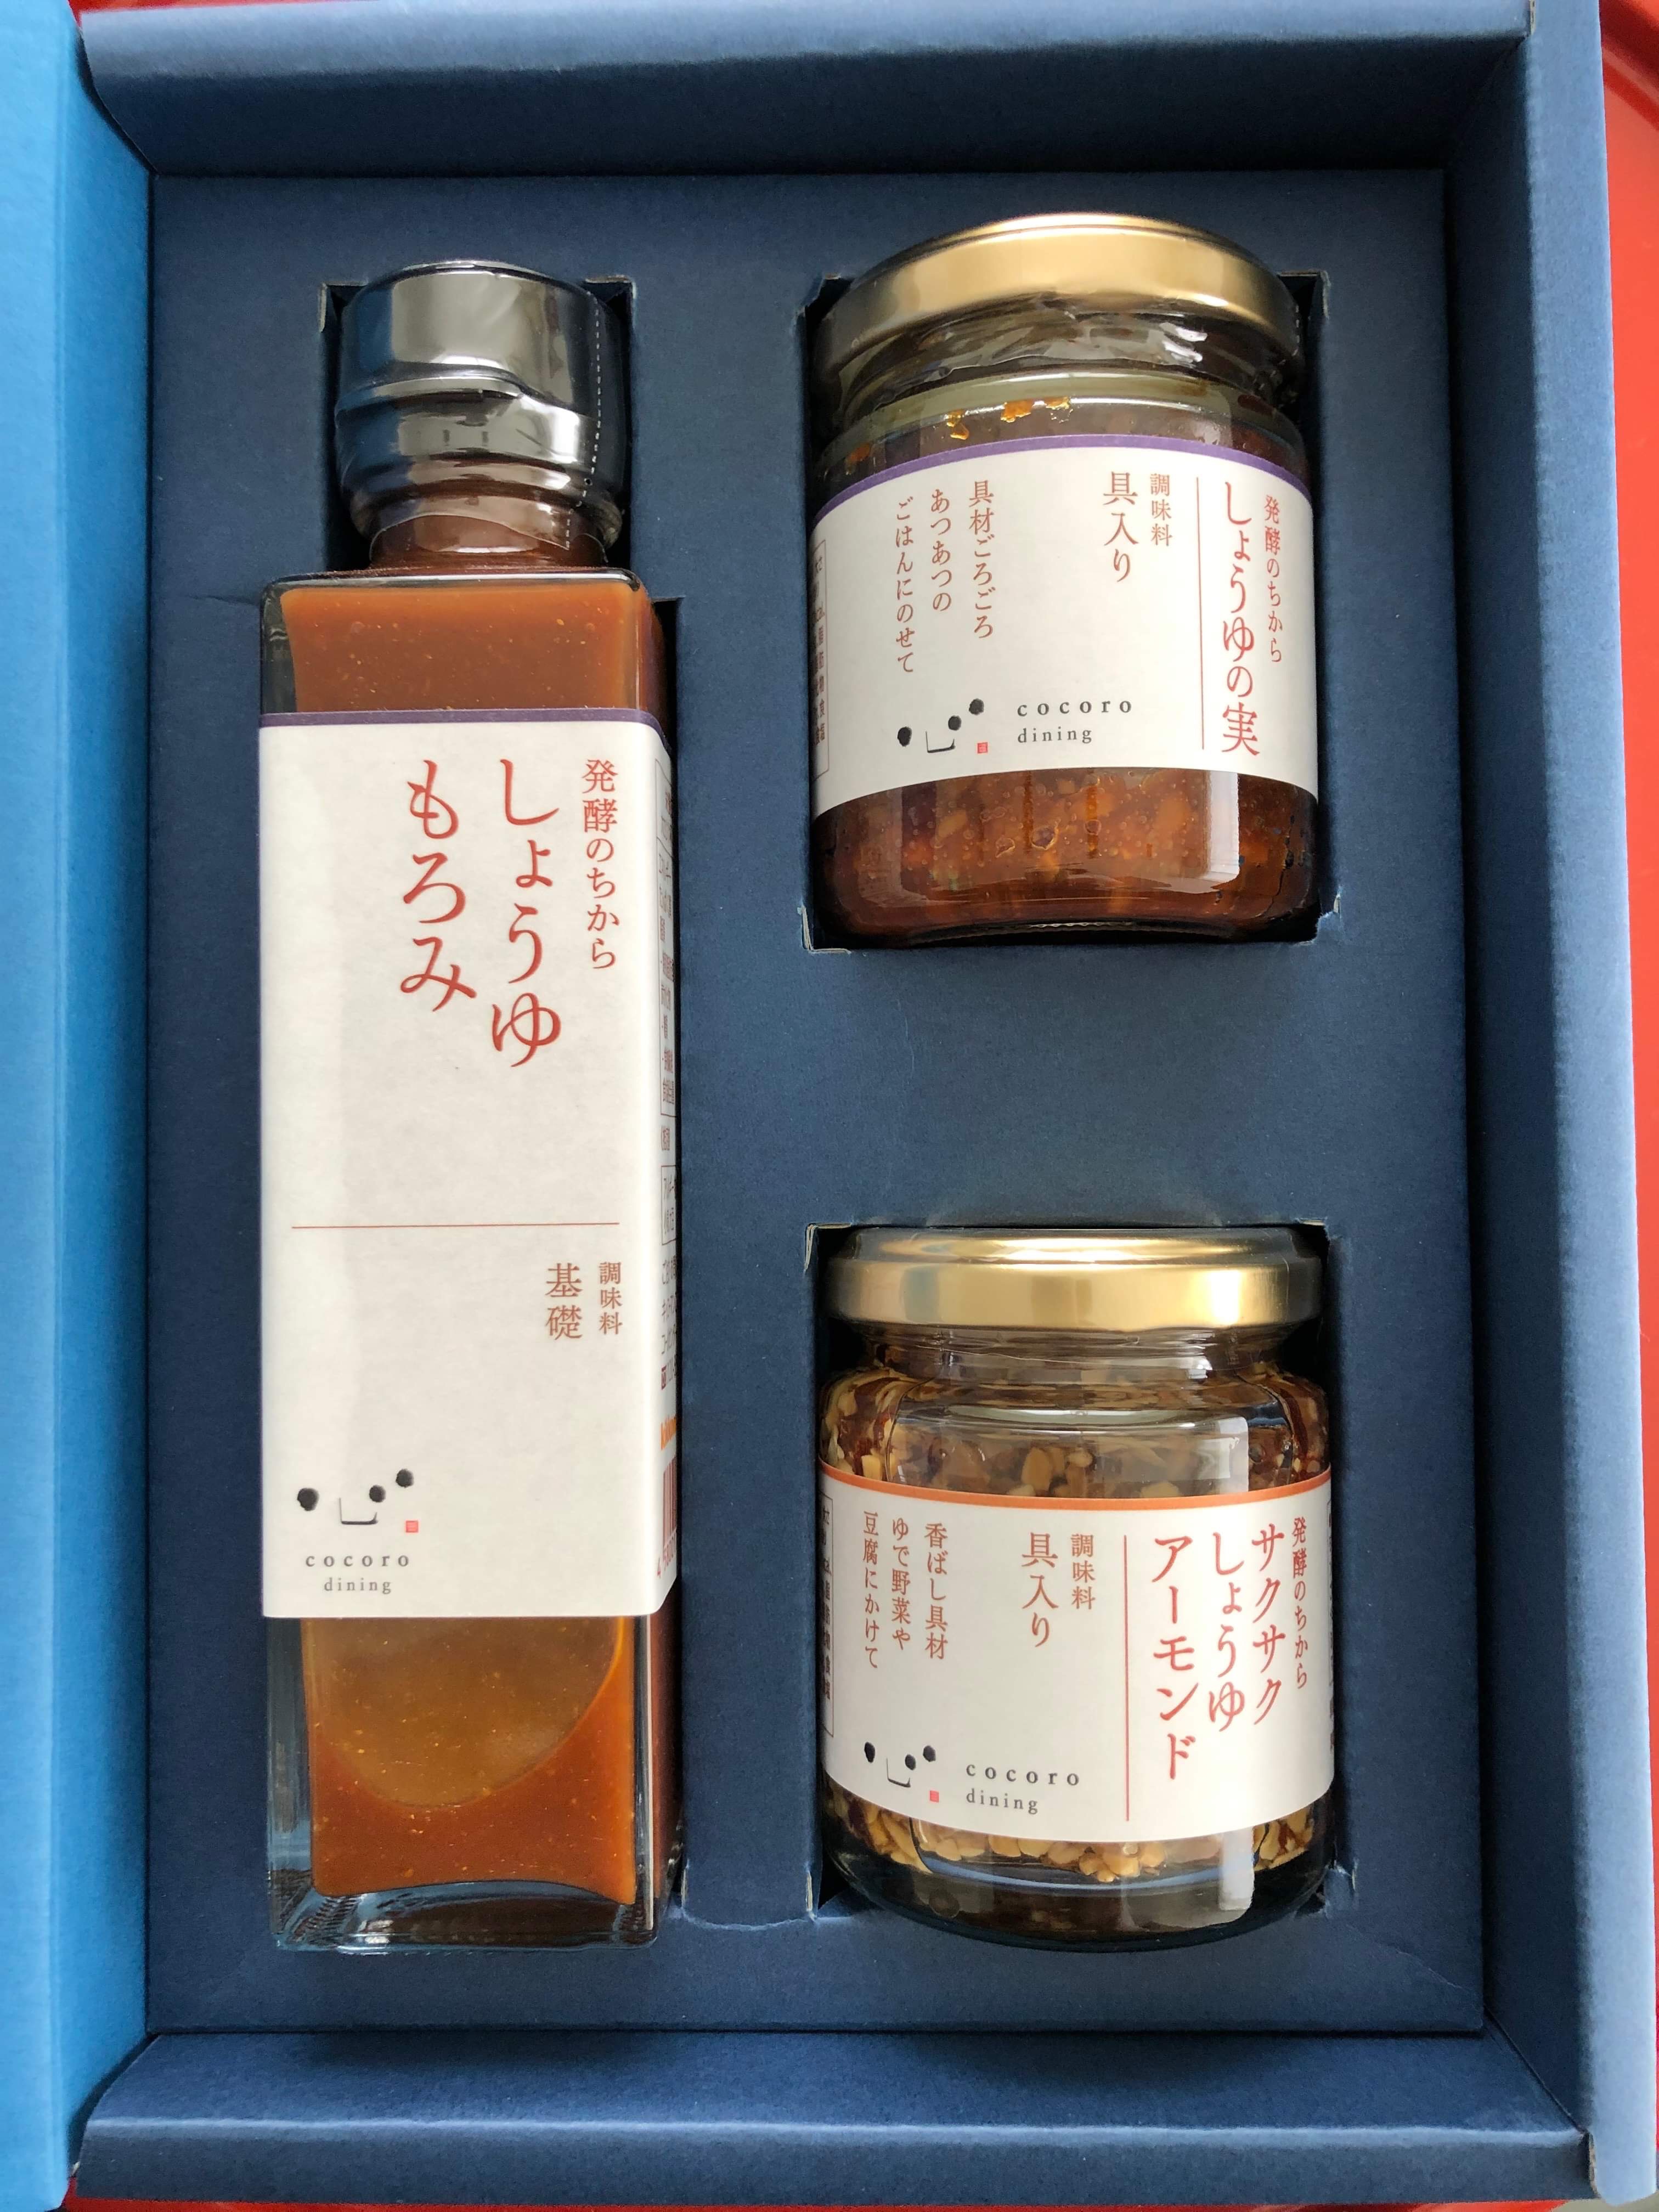 発酵のちから
しょうゆ
もろみ
調味料
基礎
cocoro
dining
発酵のちから
しょうゆの実
調味料
具入り
具材ごろごろ
あつあつの
ごはんにのせて
cocoro
dining
発酵のちから
サクサク
しょうゆ
アーモンド
調味料
具入り
香ばし具材
ゆで野菜や
豆腐にかけて
cocoro
dining